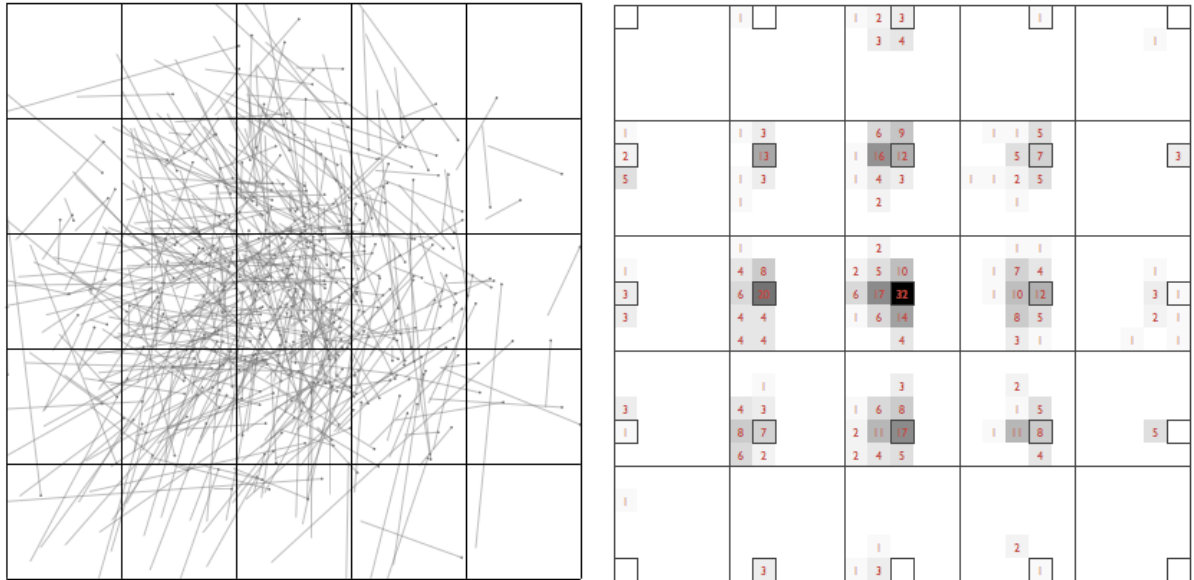 1 1 2 3 1
3 4 1
1 1 3 6 9 1 1 5
2 13 1 16 12 5 7 3
5 1 3 1 4 3 1 1 2 5
1 2 1
1 2 1 1
1 4 8 2 5 10 1 7 4 1
3 6 20 6 17 32 1 10 12 3 1
3 4 4 1 6 14 8 5 2 1
4 4 4 3 1 1 1
1 3 2
3 4 3 1 6 8 1 5
1 8 7 2 11 17 1 11 8 5
6 2 2 4 5 4
1
1 2
3 1 3 1